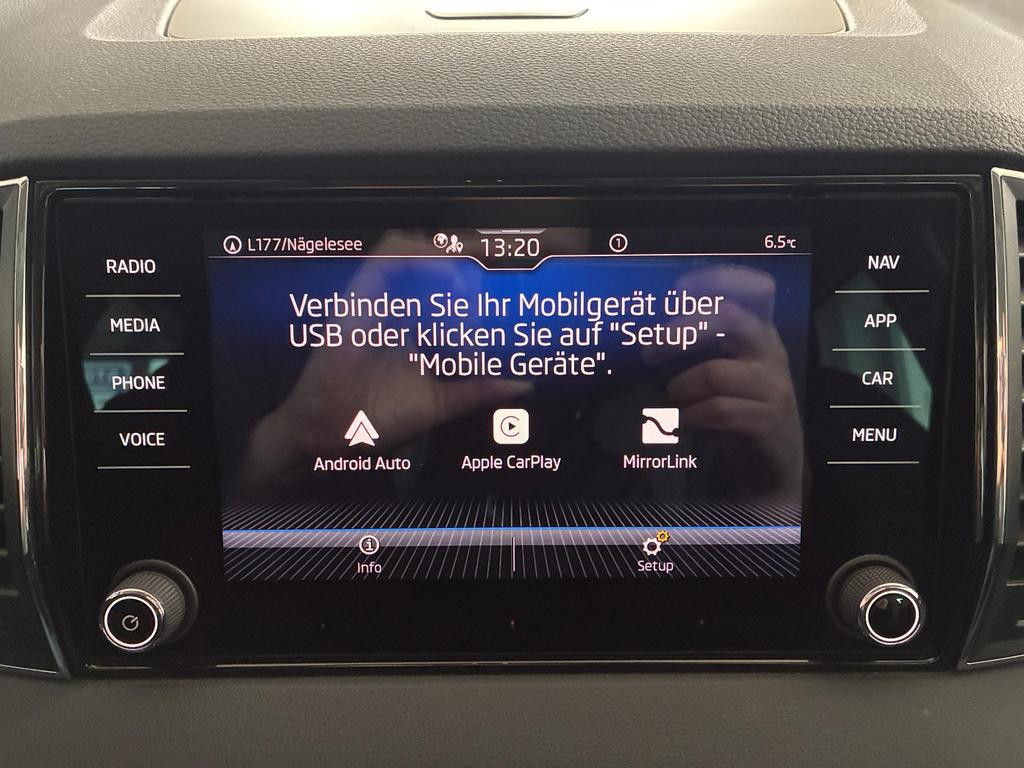 L177/Nägelesee 13:20 1 6.5°C
RADIO
MEDIA
PHONE
VOICE
Verbinden Sie Ihr Mobilgerät über
USB oder klicken Sie auf "Setup" -
"Mobile Geräte".
Android Auto Apple CarPlay MirrorLink
Info Setup
NAV
APP
CAR
MENU